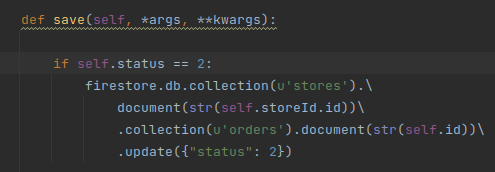 def save(self, *args, **kwargs):
if self.status == 2:
firestore.db.collection(u'stores').\
document(str(self.storeId.id))\
.collection(u'orders').document(str(self.id))\
.update({"status": 2})